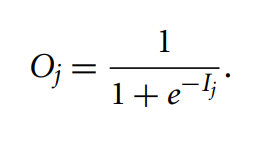 $O_j = \frac{1}{1 + e^{-I_j}}.$